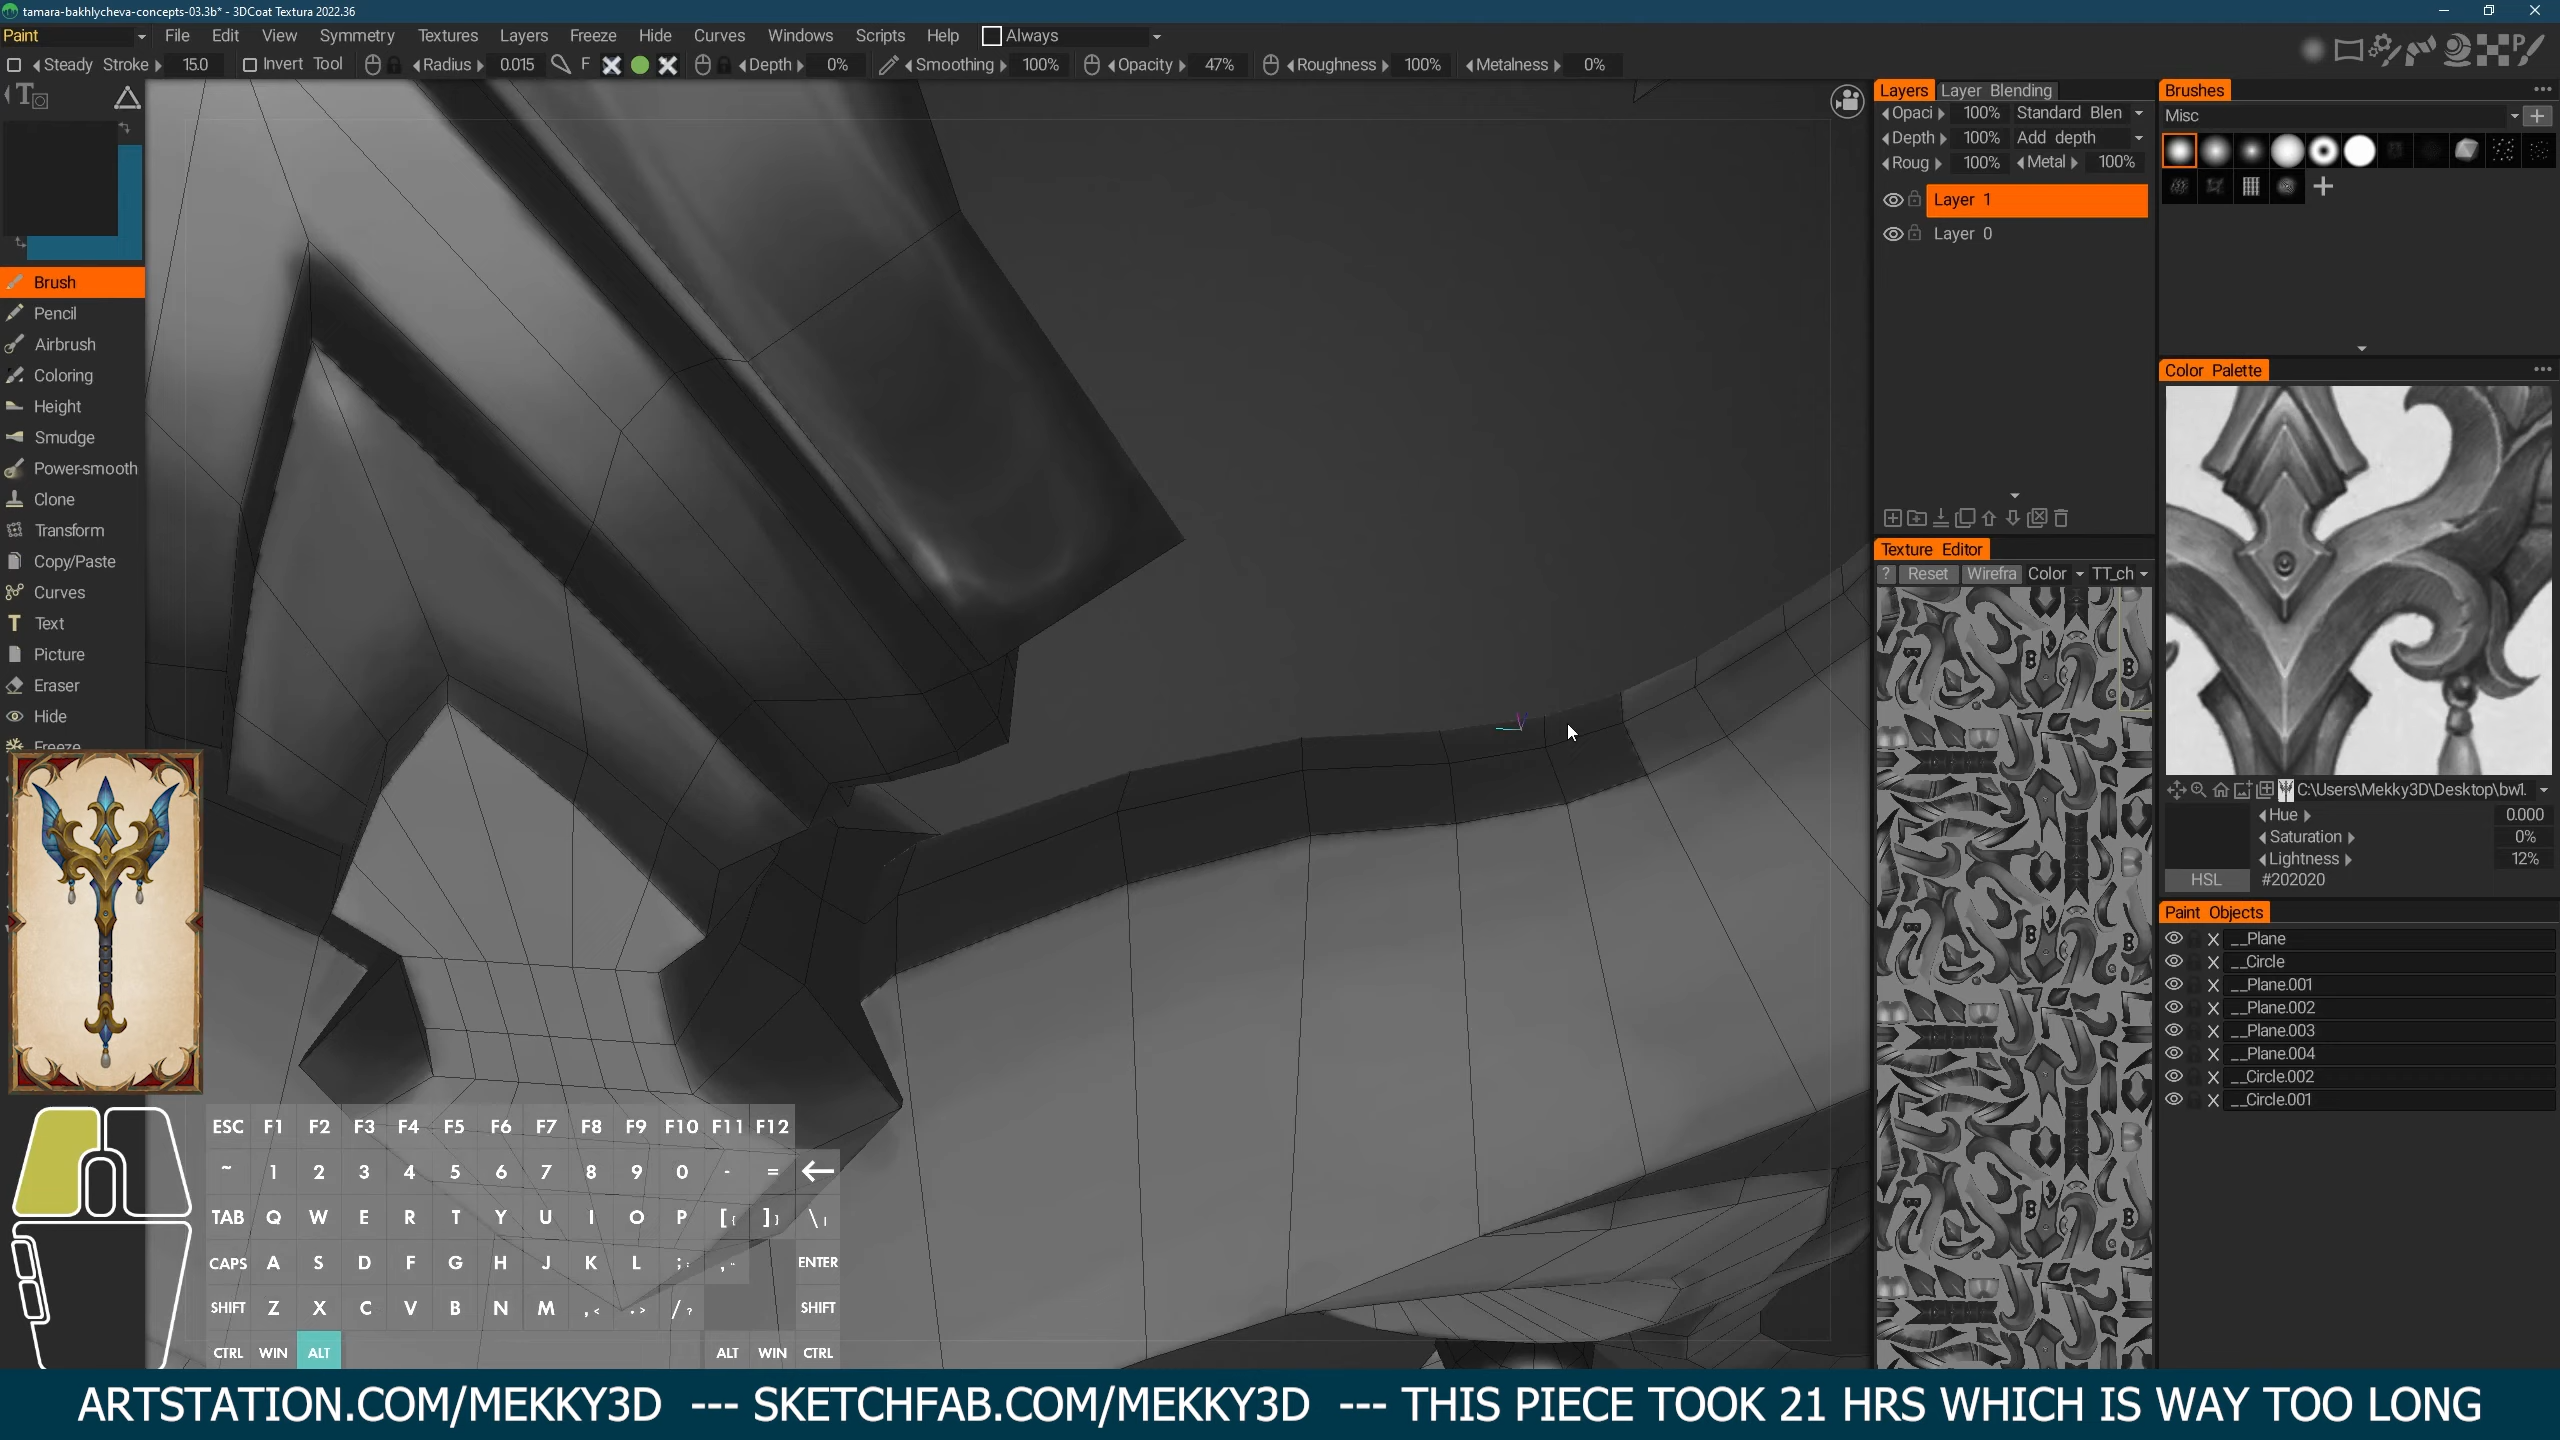 tamara-bakhlycheva-concepts-03.3b* - 3DCoat Textura 2022.36
Paint File Edit View Symmetry Textures Layers Freeze Hide Curves Windows Scripts Help Always
Steady Stroke 15.0 Invert Tool Radius 0.015 F Depth 0% Smoothing 100% Opacity 47% Roughness 100% Metalness 0%
Brush
Pencil
Airbrush
Coloring
Height
Smudge
Power-smooth
Clone
Transform
Copy/Paste
Curves
Text
Picture
Eraser
Hide
Freeze
Layers Layer Blending
Opaci 100% Standard Blen
Depth 100% Add depth
Roug 100% Metal 100%
Layer 1
Layer 0
Texture Editor
? Reset Wirefra Color TT_ch
Brushes
Misc
Color Palette
C:\Users\Mekky3D\Desktop\bwl.
Hue 0.000
Saturation 0%
Lightness 12%
HSL #202020
Paint Objects
X __Plane
X __Circle
X __Plane.001
X __Plane.002
X __Plane.003
X __Plane.004
X __Circle.002
X __Circle.001
ESC F1 F2 F3 F4 F5 F6 F7 F8 F9 F10 F11 F12
~ 1 2 3 4 5 6 7 8 9 0 - =
TAB Q W E R T Y U I O P [{ ]} \|
CAPS A S D F G H J K L ;: ENTER
SHIFT Z X C V B N M ,< .> /? SHIFT
CTRL WIN ALT ALT WIN CTRL
ARTSTATION.COM/MEKKY3D --- SKETCHFAB.COM/MEKKY3D --- THIS PIECE TOOK 21 HRS WHICH IS WAY TOO LONG